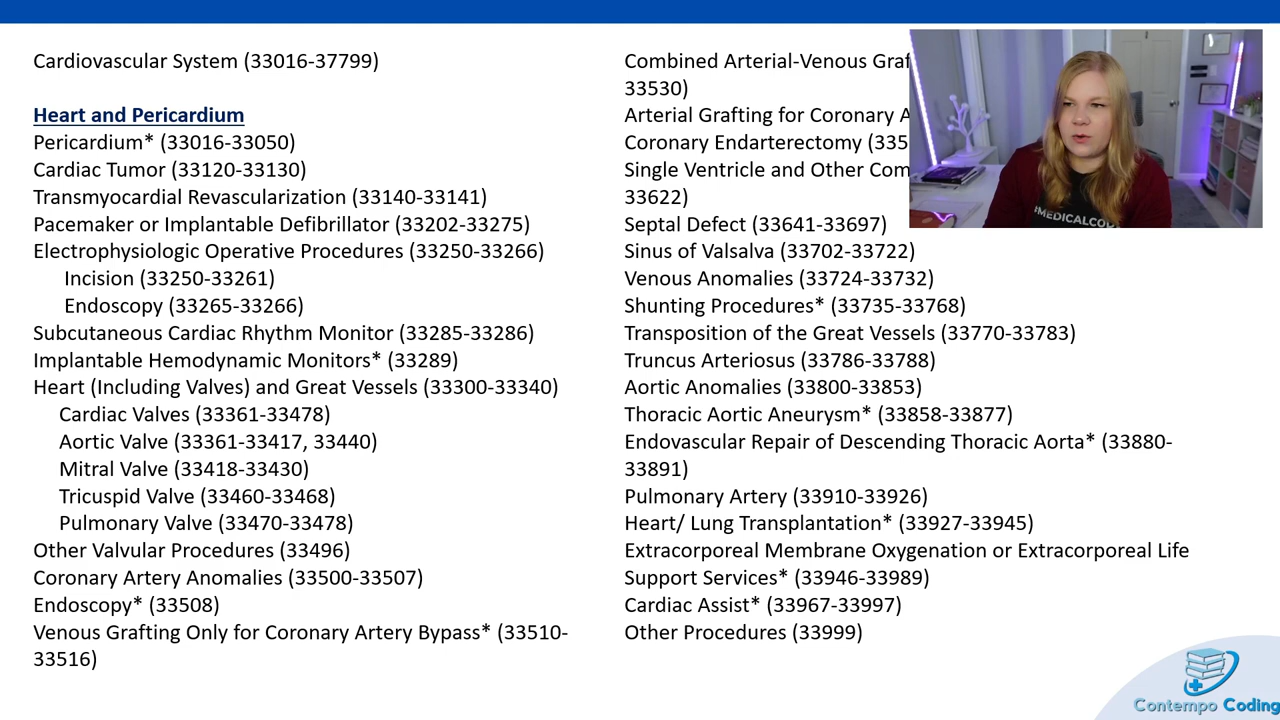 Cardiovascular System (33016-37799)
Heart and Pericardium
Pericardium* (33016-33050)
Cardiac Tumor (33120-33130)
Transmyocardial Revascularization (33140-33141)
Pacemaker or Implantable Defibrillator (33202-33275)
Electrophysiologic Operative Procedures (33250-33266)
Incision (33250-33261)
Endoscopy (33265-33266)
Subcutaneous Cardiac Rhythm Monitor (33285-33286)
Implantable Hemodynamic Monitors* (33289)
Heart (Including Valves) and Great Vessels (33300-33340)
Cardiac Valves (33361-33478)
Aortic Valve (33361-33417, 33440)
Mitral Valve (33418-33430)
Tricuspid Valve (33460-33468)
Pulmonary Valve (33470-33478)
Other Valvular Procedures (33496)
Coronary Artery Anomalies (33500-33507)
Endoscopy* (33508)
Venous Grafting Only for Coronary Artery Bypass* (33510-
33516)
Combined Arterial-Venous
33530)
Arterial Grafting for Coronary
Coronary Endarterectomy
Single Ventricle and Other
33622)
Septal Defect (33641-33697)
Sinus of Valsalva (33702-33722)
Venous Anomalies (33724-33732)
Shunting Procedures* (33735-33768)
Transposition of the Great Vessels (33770-33783)
Truncus Arteriosus (33786-33788)
Aortic Anomalies (33800-33853)
Thoracic Aortic Aneurysm* (33858-33877)
Endovascular Repair of Descending Thoracic Aorta* (33880-
33891)
Pulmonary Artery (33910-33926)
Heart/ Lung Transplantation* (33927-33945)
Extracorporeal Membrane Oxygenation or Extracorporeal Life
Support Services* (33946-33989)
Cardiac Assist* (33967-33997)
Other Procedures (33999)
Contempo Coding